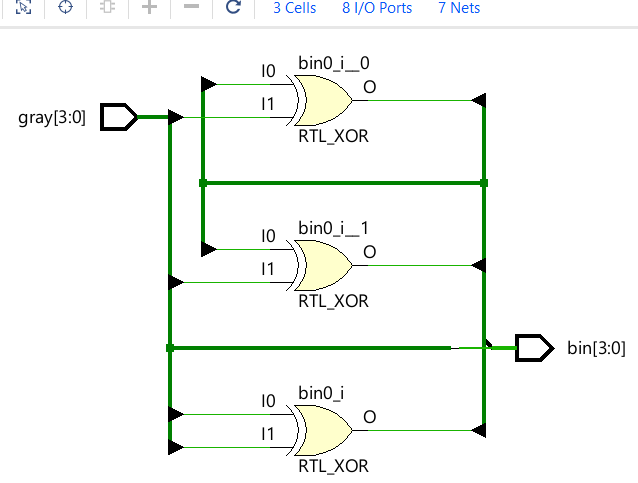 3 Cells 8 I/O Ports 7 Nets
bin0_i__0
I0
O
I1
gray[3:0]
RTL_XOR
bin0_i__1
I0
O
I1
RTL_XOR
bin[3:0]
bin0_i
I0
O
I1
RTL_XOR